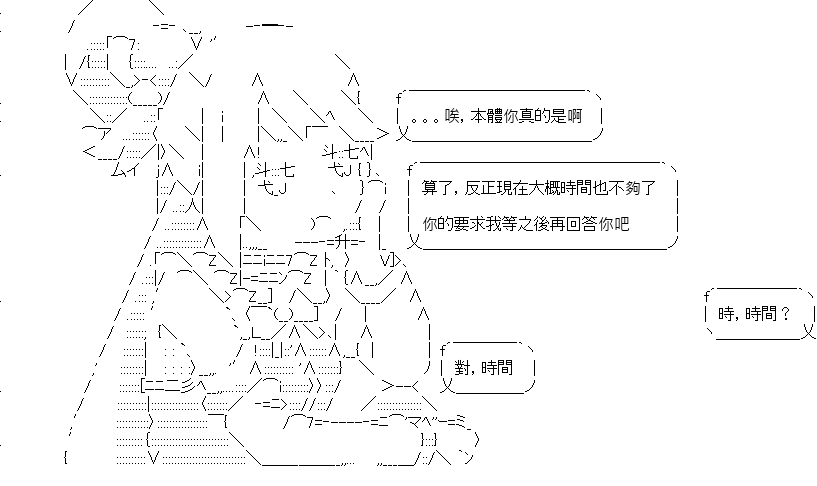 。。。唉，本體你真的是啊
算了，反正現在大概時間也不夠了
你的要求我等之後再回答你吧
時，時間？
對，時間